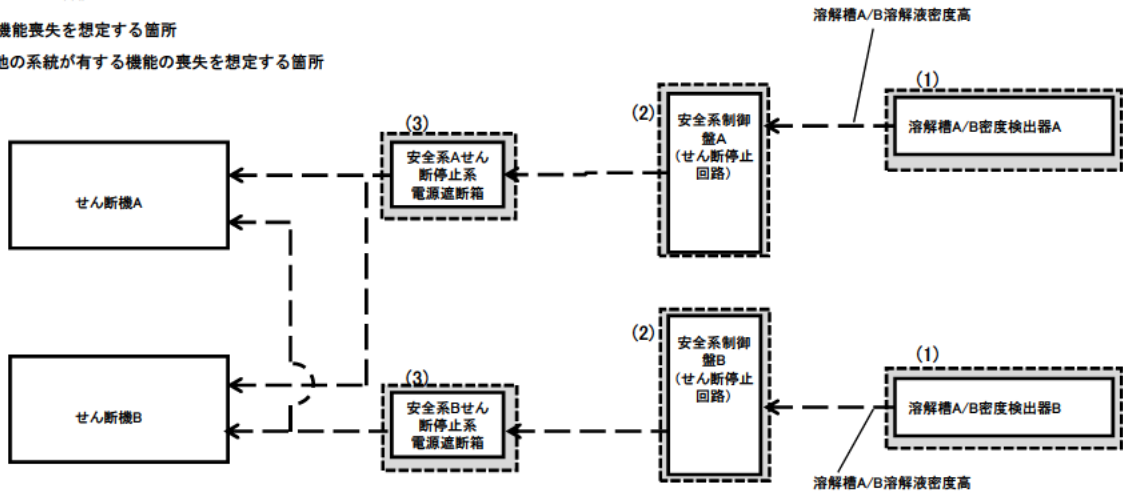 機能喪失を想定する箇所
他の系統が有する機能の喪失を想定する箇所
溶解槽A/B溶解液密度高
(1)
溶解槽A/B密度検出器A
(2)
安全系制御
盤A
(せん断停止
回路)
(3)
安全系Aせん
断停止系
電源遮断箱
せん断機A
(2)
安全系制御
盤B
(せん断停止
回路)
(1)
溶解槽A/B密度検出器B
(3)
安全系Bせん
断停止系
電源遮断箱
せん断機B
溶解槽A/B溶解液密度高